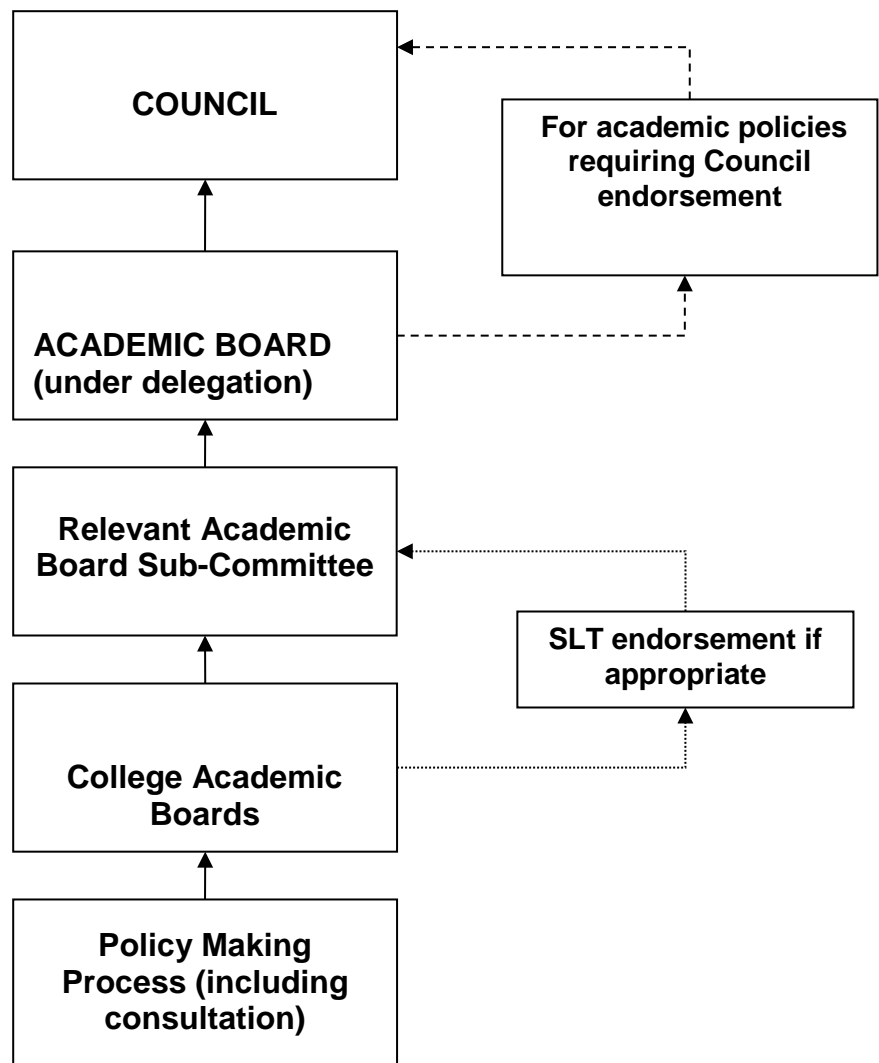 COUNCIL
For academic policies
requiring Council
endorsement
ACADEMIC BOARD
(under delegation)
Relevant Academic
Board Sub-Committee
SLT endorsement if
appropriate
College Academic
Boards
Policy Making
Process (including
consultation)